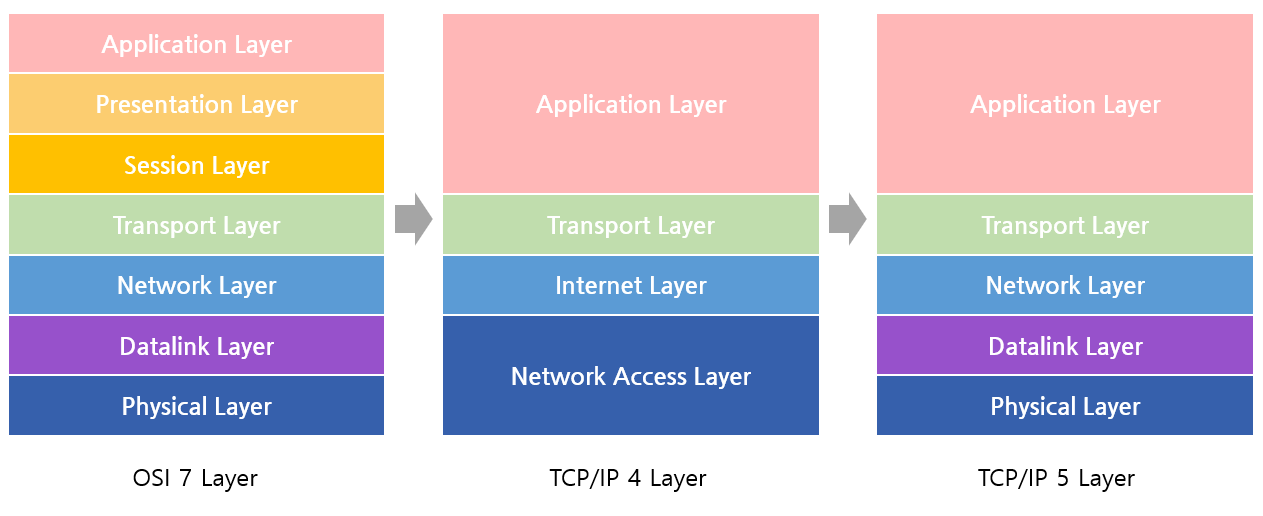 Application Layer
Presentation Layer
Session Layer
Transport Layer
Network Layer
Datalink Layer
Physical Layer
OSI 7 Layer
Application Layer
Transport Layer
Internet Layer
Network Access Layer
TCP/IP 4 Layer
Application Layer
Transport Layer
Network Layer
Datalink Layer
Physical Layer
TCP/IP 5 Layer